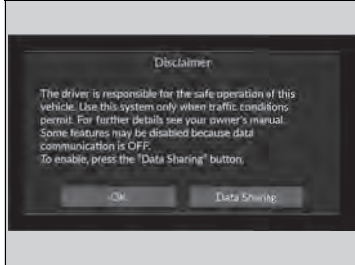 Disclaimer
The driver is responsible for the safe operation of this
vehicle. Use this system only when traffic conditions
permit. For further details see your owner's manual.
Some features may be disabled because data
communication is OFF.
To enable, press the "Data Sharing" button.
OK
Data Sharing